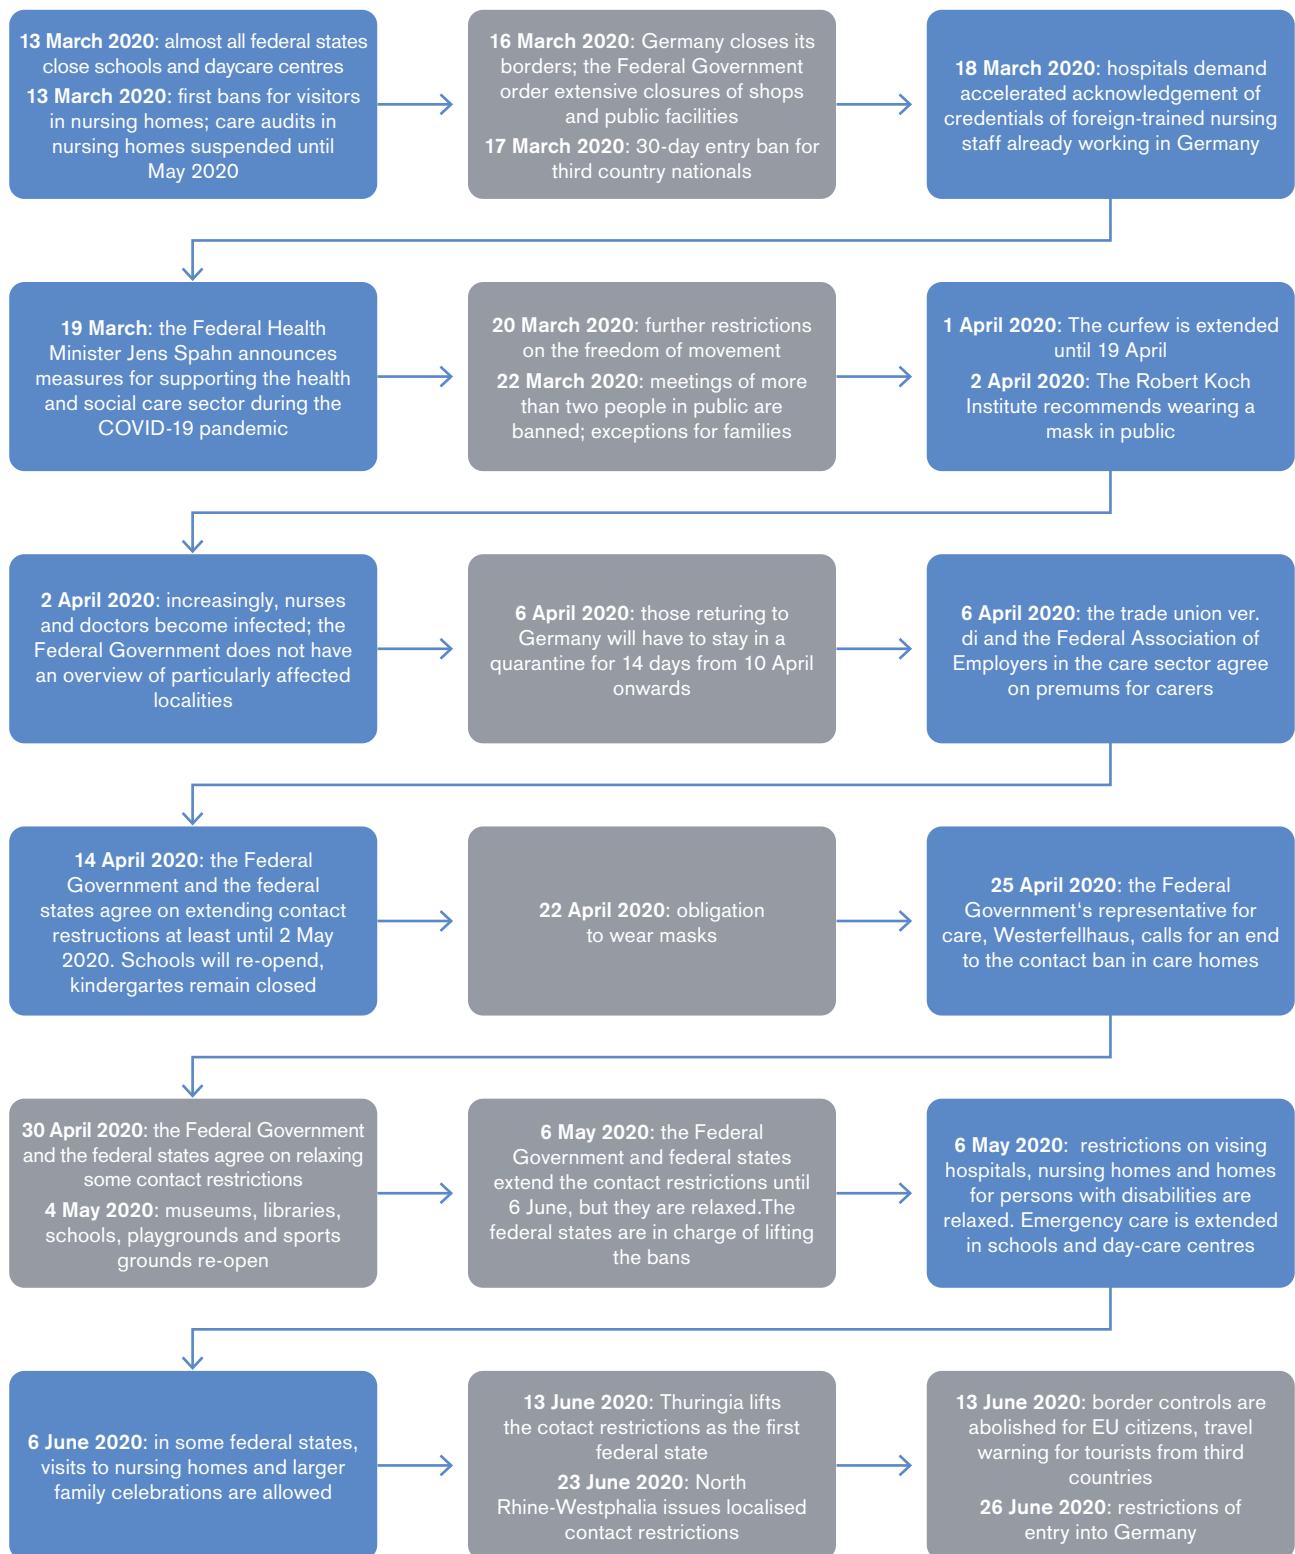 13 March 2020: almost all federal states
close schools and daycare centres
13 March 2020: first bans for visitors
in nursing homes; care audits in
nursing homes suspended until
May 2020
16 March 2020: Germany closes its
borders; the Federal Government
order extensive closures of shops
and public facilities
17 March 2020: 30-day entry ban for
third country nationals
18 March 2020: hospitals demand
accelerated acknowledgement of
credentials of foreign-trained nursing
staff already working in Germany
19 March: the Federal Health
Minister Jens Spahn announces
measures for supporting the health
and social care sector during the
COVID-19 pandemic
20 March 2020: further restrictions
on the freedom of movement
22 March 2020: meetings of more
than two people in public are
banned; exceptions for families
1 April 2020: The curfew is extended
until 19 April
2 April 2020: The Robert Koch
Institute recommends wearing a
mask in public
2 April 2020: increasingly, nurses
and doctors become infected; the
Federal Government does not have
an overview of particularly affected
localities
6 April 2020: those returning to
Germany will have to stay in a
quarantine for 14 days from 10 April
onwards
6 April 2020: the trade union ver.
di and the Federal Association of
Employers in the care sector agree
on premums for carers
14 April 2020: the Federal
Government and the federal
states agree on extending contact
restructions at least until 2 May
2020. Schools will re-opend,
kindergartes remain closed
22 April 2020: obligation
to wear masks
25 April 2020: the Federal
Government‘s representative for
care, Westerfellhaus, calls for an end
to the contact ban in care homes
30 April 2020: the Federal Government
and the federal states agree on relaxing
some contact restrictions
4 May 2020: museums, libraries,
schools, playgrounds and sports
grounds re-open
6 May 2020: the Federal
Government and federal states
extend the contact restrictions until
6 June, but they are relaxed.The
federal states are in charge of lifting
the bans
6 May 2020: restrictions on vising
hospitals, nursing homes and homes
for persons with disabilities are
relaxed. Emergency care is extended
in schools and day-care centres
6 June 2020: in some federal states,
visits to nursing homes and larger
family celebrations are allowed
13 June 2020: Thuringia lifts
the cotact restrictions as the first
federal state
23 June 2020: North
Rhine-Westphalia issues localised
contact restrictions
13 June 2020: border controls are
abolished for EU citizens, travel
warning for tourists from third
countries
26 June 2020: restrictions of
entry into Germany